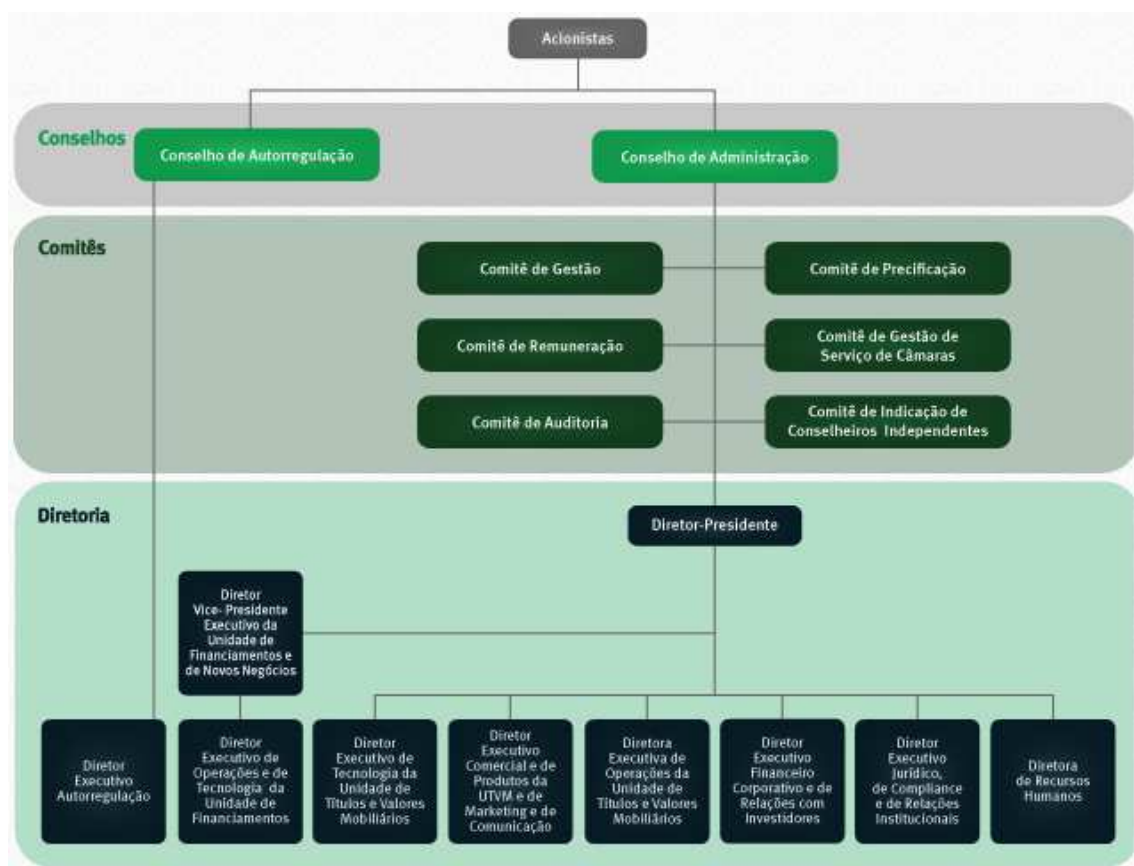 Acionistas
Conselhos
Conselho de Autorregulação
Conselho de Administração
Comitês
Comitê de Gestão
Comitê de Precificação
Comitê de Remuneração
Comitê de Gestão de
Serviço de Câmaras
Comitê de Auditoria
Comitê de Indicação de
Conselheiros Independentes
Diretoria
Diretor-Presidente
Diretor
Vice- Presidente
Executivo da
Unidade de
Financiamentos e
de Novos Negócios
Diretor
Executivo
Autorregulação
Diretor
Executivo de
Operações e de
Tecnologia da
Unidade de
Financiamentos
Diretor
Executivo de
Tecnologia da
Unidade de
Títulos e Valores
Mobiliários
Diretor
Executivo
Comercial e de
Produtos da
UTVM e de
Marketing e de
Comunicação
Diretora
Executiva de
Operações da
Unidade de
Títulos e Valores
Mobiliários
Diretor
Executivo
Financeiro
Corporativo e de
Relações com
Investidores
Diretor
Executivo
Jurídico,
de Compliance
e de Relações
Institucionais
Diretora
de Recursos
Humanos